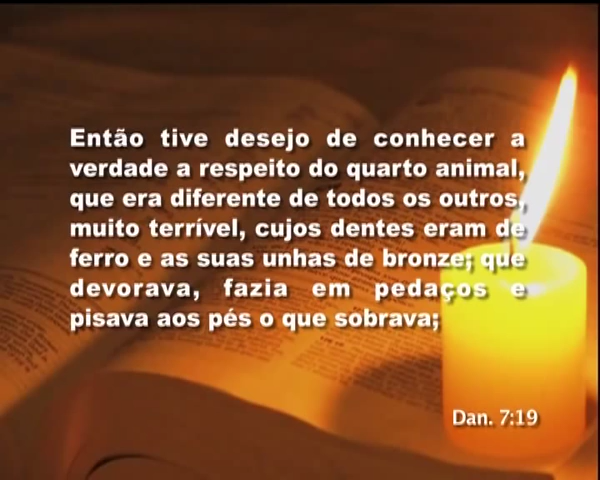 Então tive desejo de conhecer a
verdade a respeito do quarto animal,
que era diferente de todos os outros,
muito terrível, cujos dentes eram de
ferro e as suas unhas de bronze; que
devorava, fazia em pedaços e
pisava aos pés o que sobrava;
Dan. 7:19